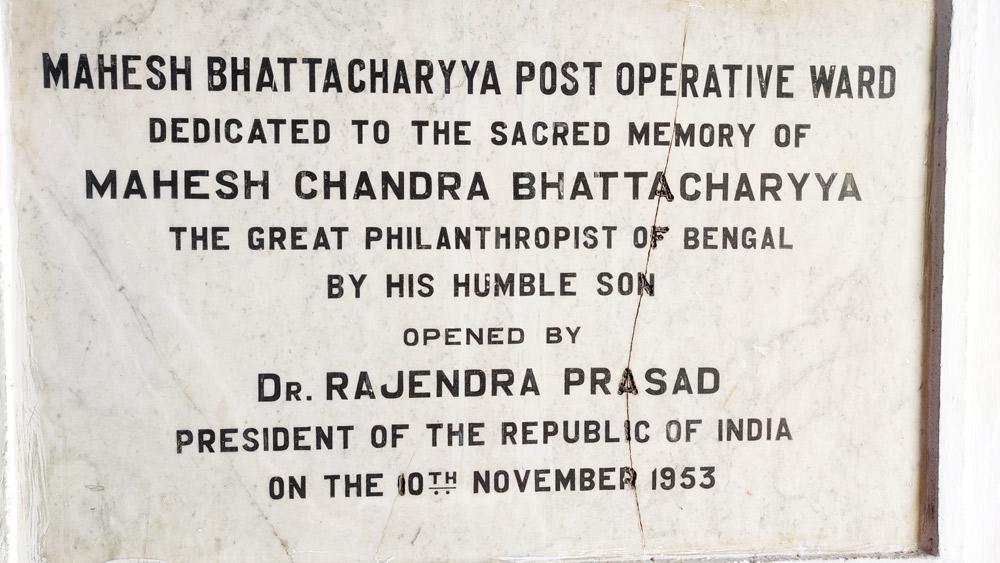 MAHESH BHATTACHARYYA POST OPERATIVE WARD
DEDICATED TO THE SACRED MEMORY OF
MAHESH CHANDRA BHATTACHARYYA
THE GREAT PHILANTHROPIST OF BENGAL
BY HIS HUMBLE SON
OPENED BY
DR. RAJENDRA PRASAD
PRESIDENT OF THE REPUBLIC OF INDIA
ON THE 10TH NOVEMBER 1953